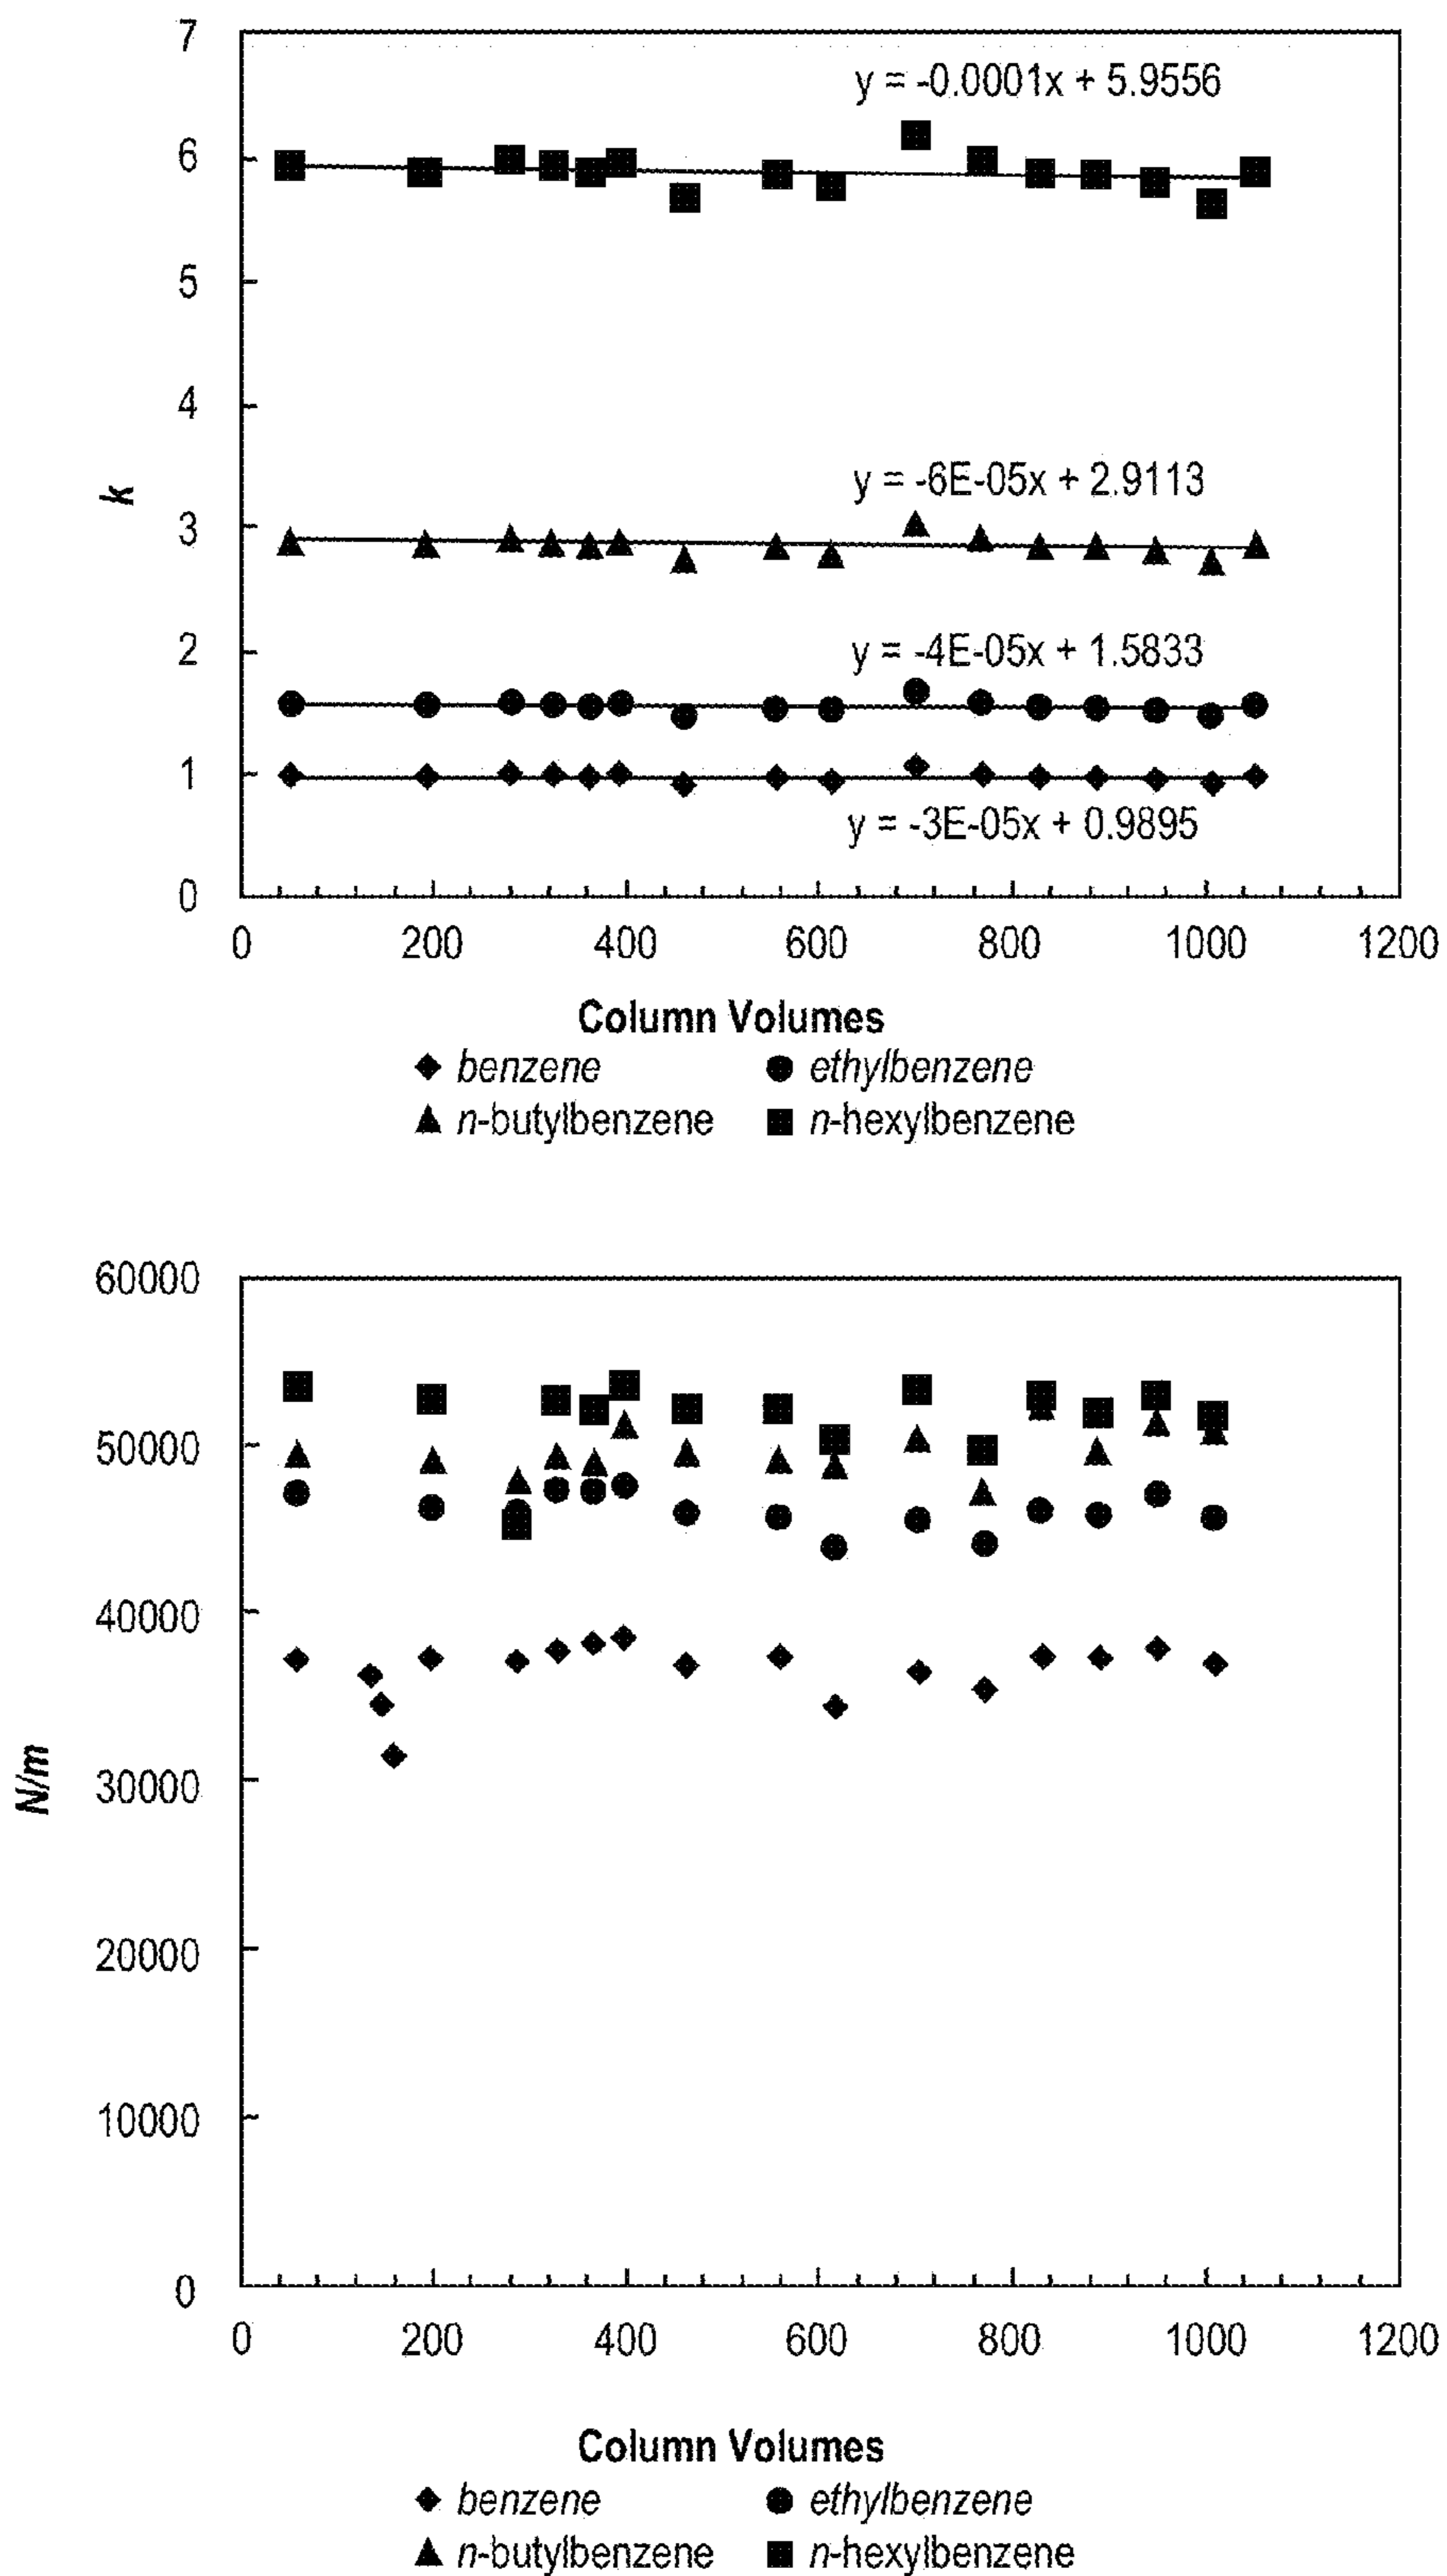 7
y = -0.0001x + 5.9556
6
5
4
k
y = -6E-05x + 2.9113
3
2
y = -4E-05x + 1.5833
1
y = -3E-05x + 0.9895
0
0 200 400 600 800 1000 1200
Column Volumes
benzene ethylbenzene
n-butylbenzene n-hexylbenzene
60000
50000
40000
N/m
30000
20000
10000
0
0 200 400 600 800 1000 1200
Column Volumes
benzene ethylbenzene
n-butylbenzene n-hexylbenzene